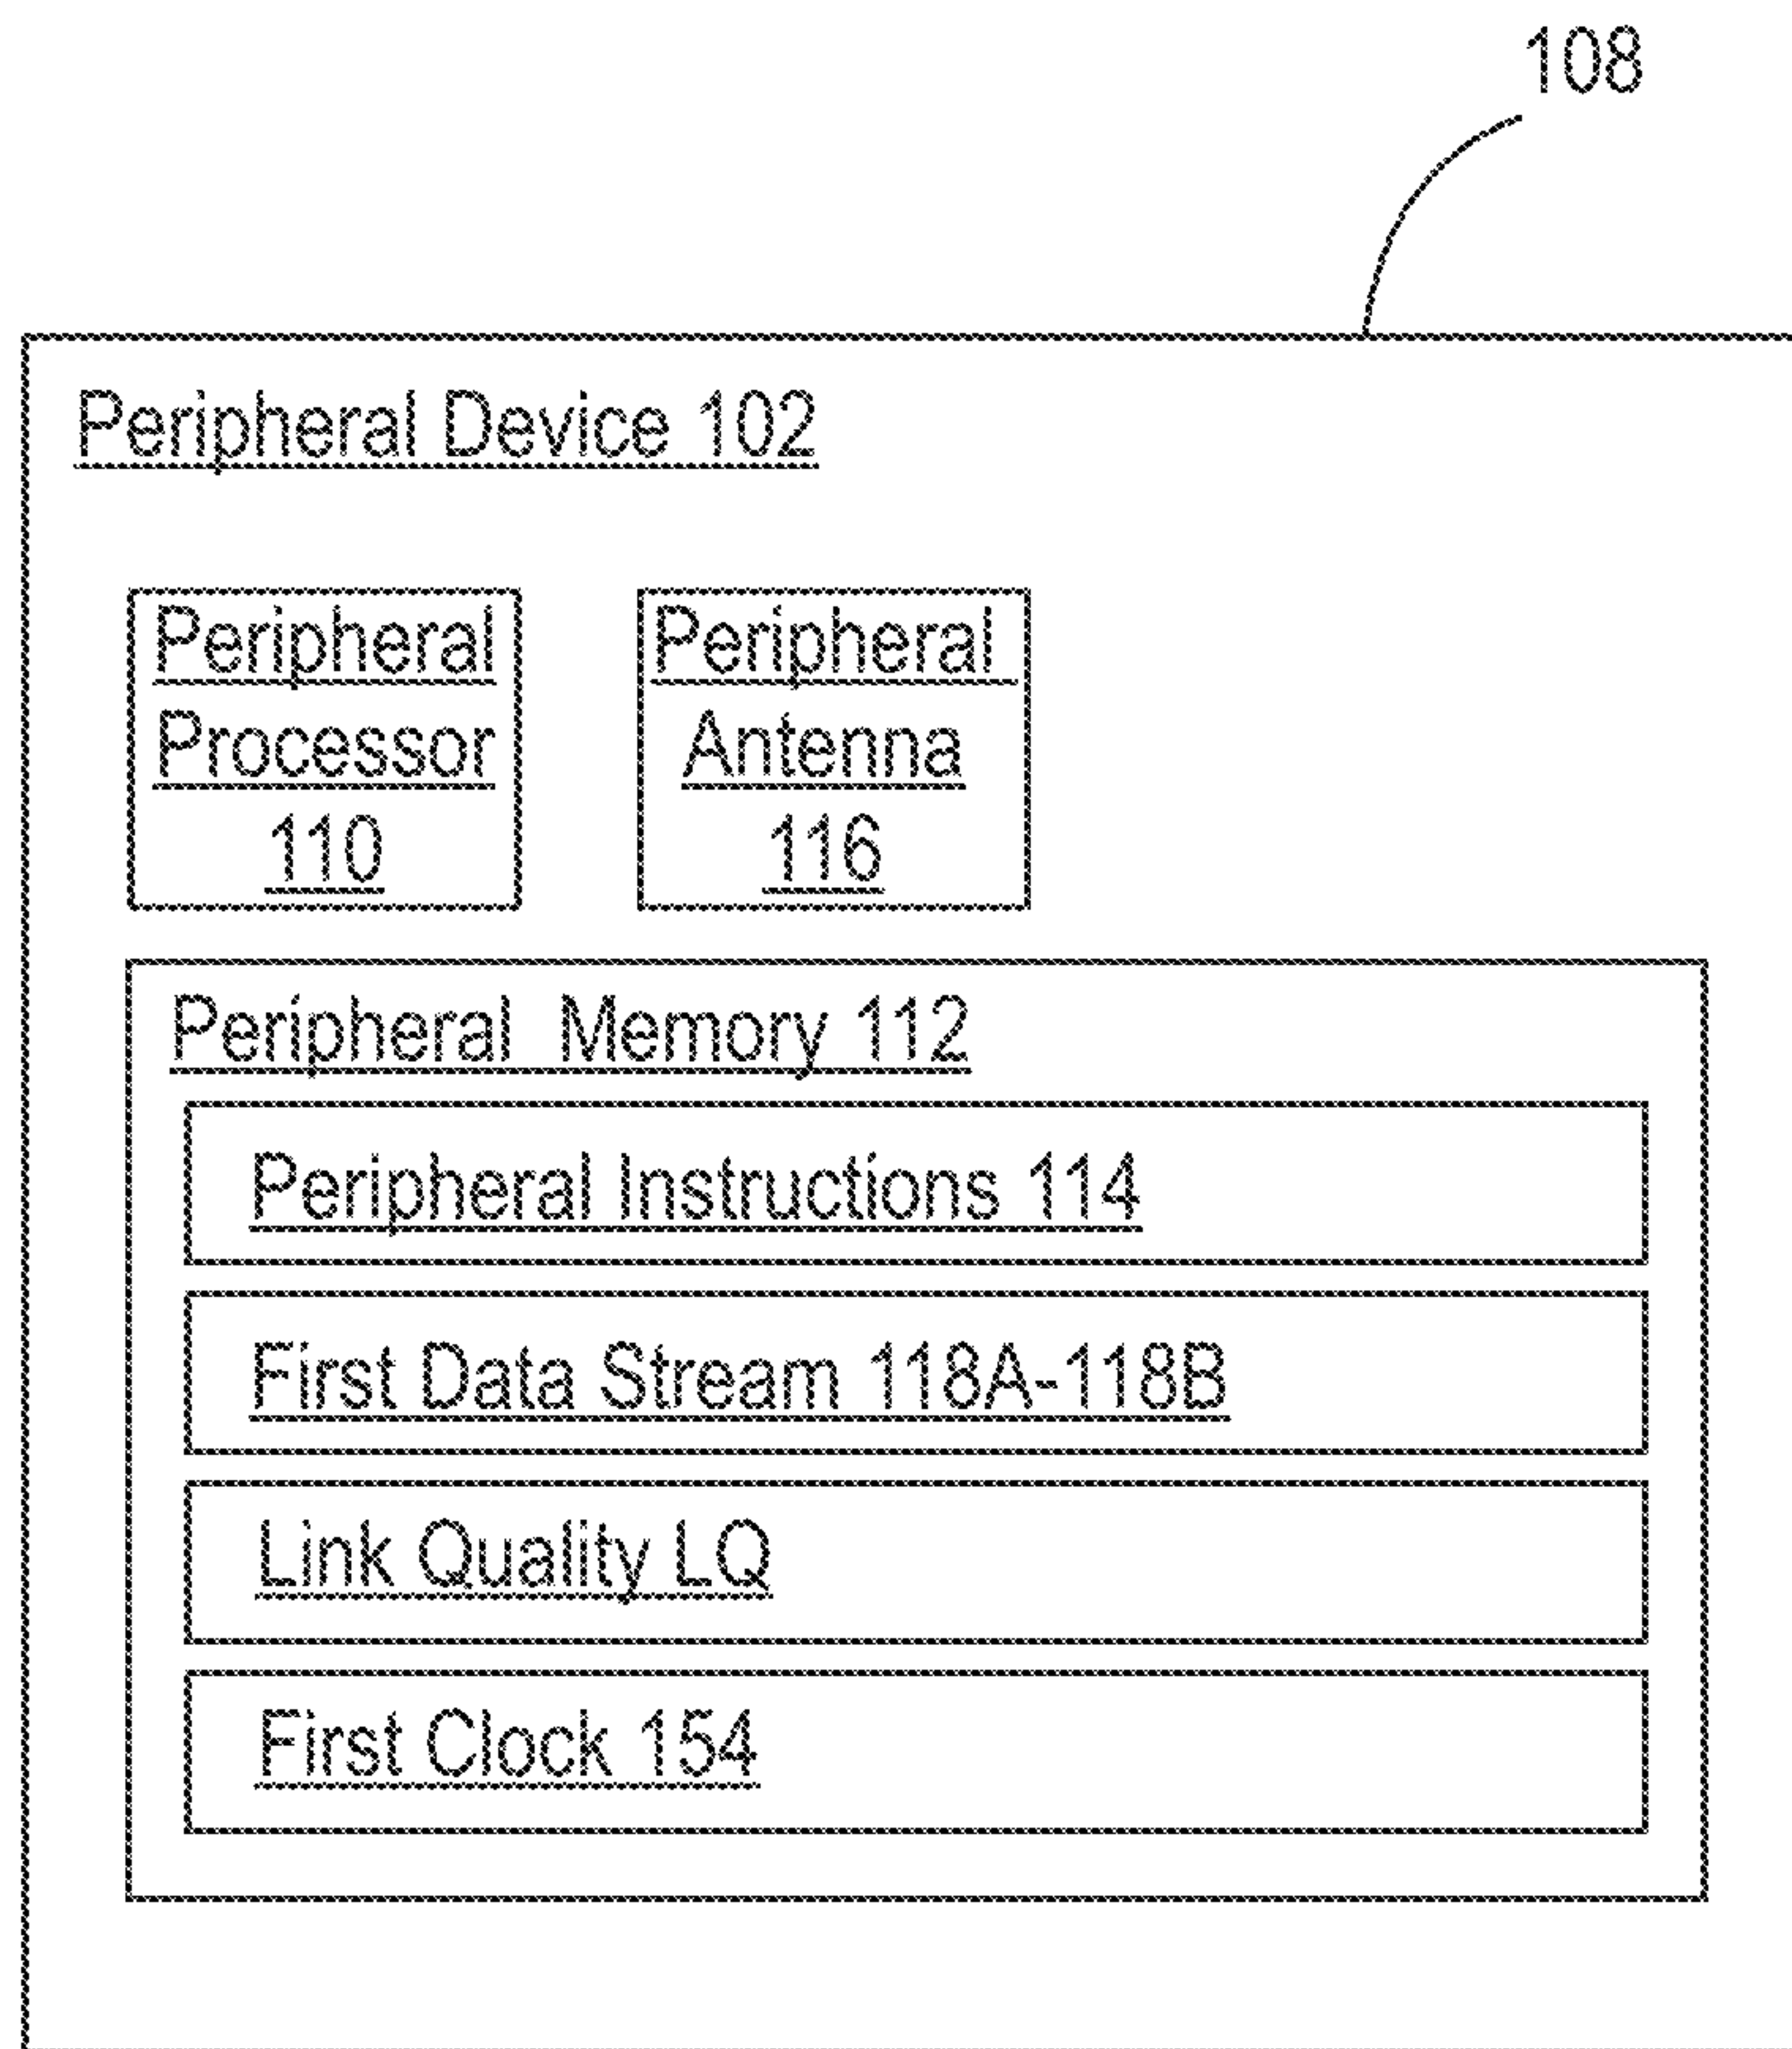 108
Peripheral Device 102
Peripheral
Processor
110
Peripheral
Antenna
116
Peripheral Memory 112
Peripheral Instructions 114
First Data Stream 118A-118B
Link Quality LQ
First Clock 154